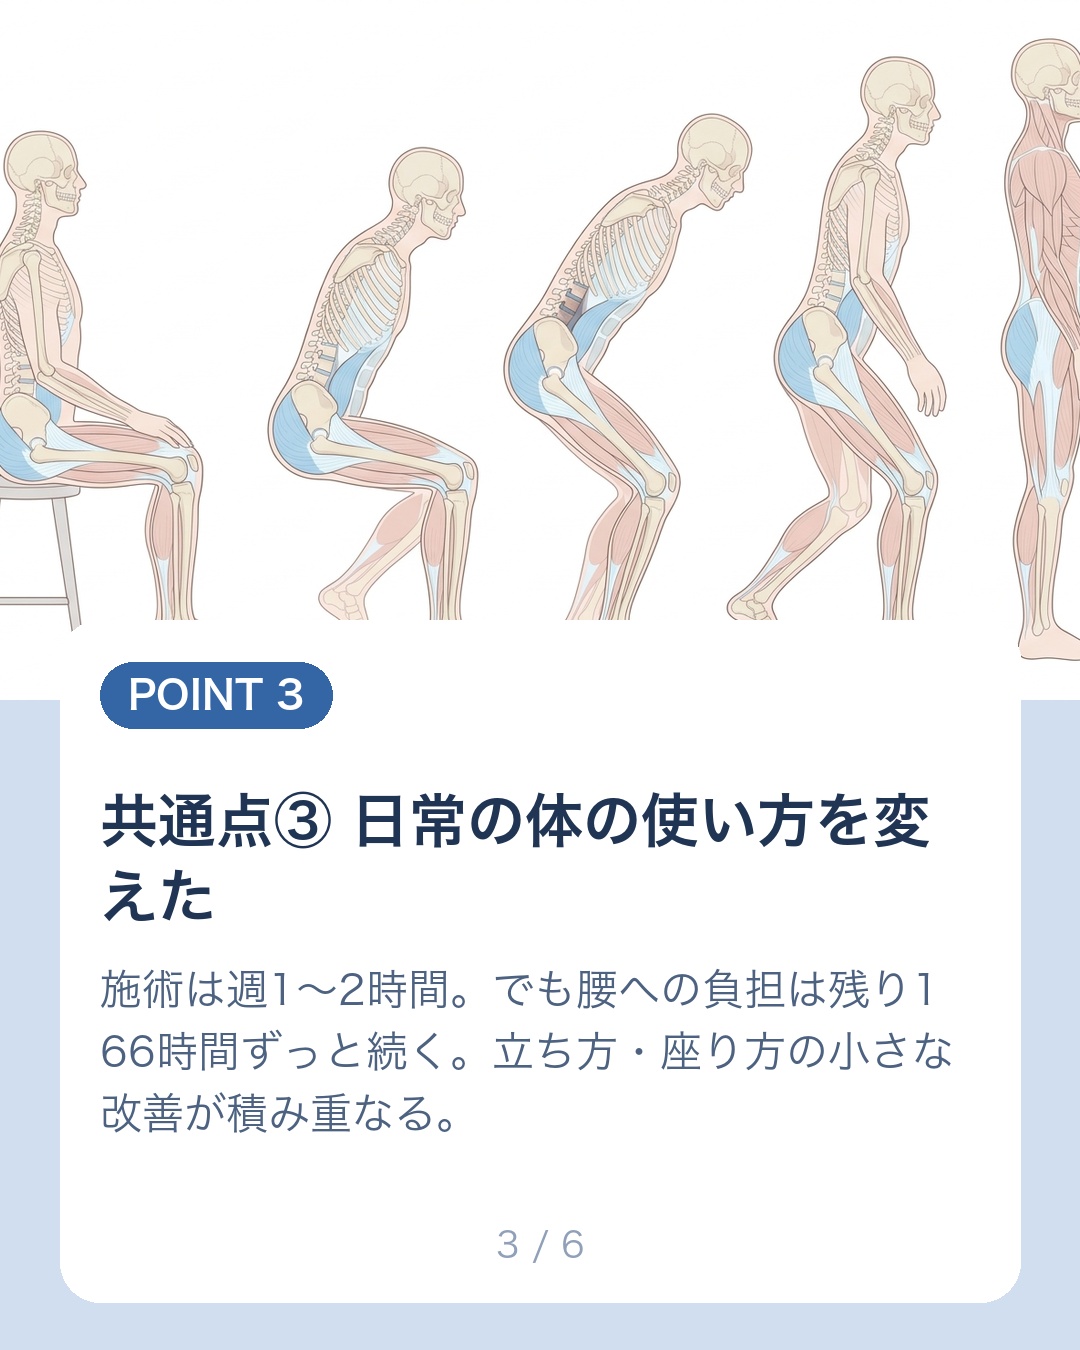 POINT 3
共通点③ 日常の体の使い方を変
えた
施術は週1〜2時間。でも腰への負担は残り1
66時間ずっと続く。立ち方・座り方の小さな
改善が積み重なる。
3 / 6